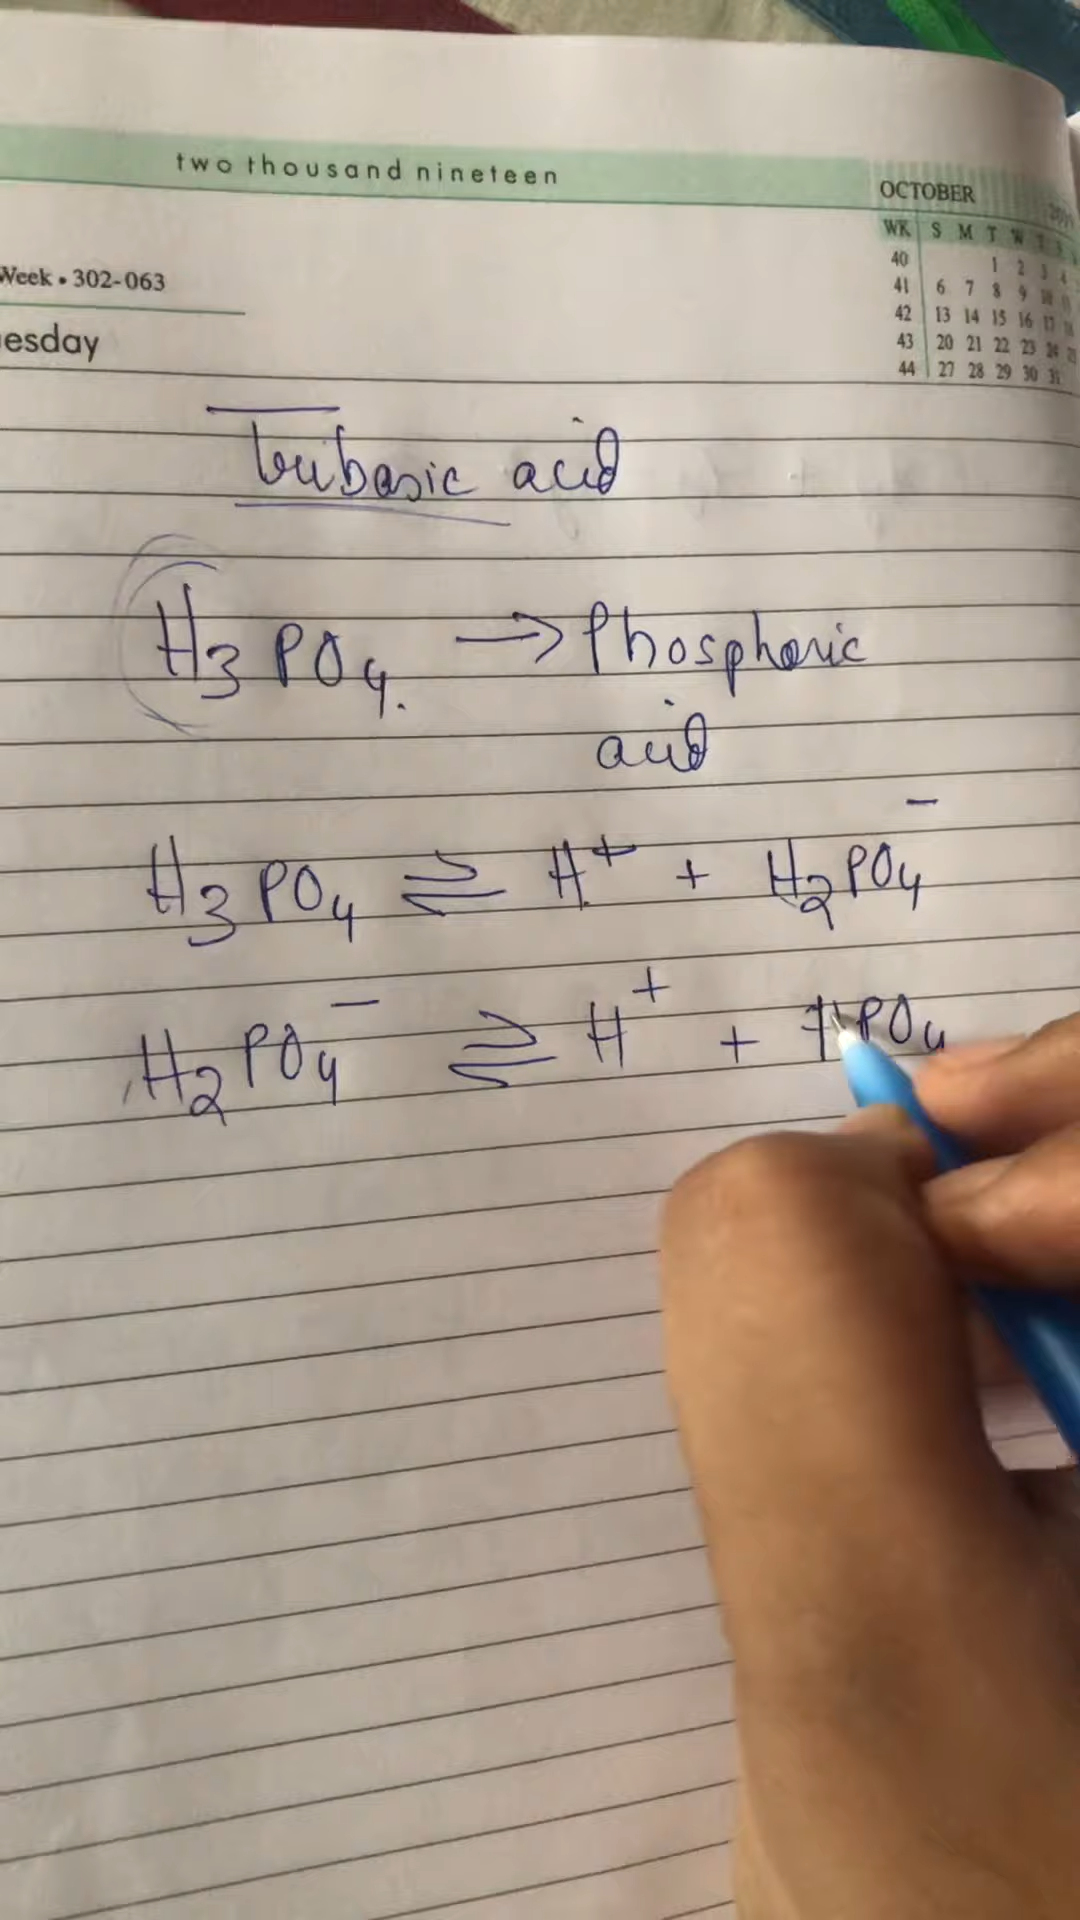 two thousand nineteen
OCTOBER
WK S M T W T
40 1 2 3 4
41 6 7 8 9 10
42 13 14 15 16 17
43 20 21 22 23 24
44 27 28 29 30 31
Week • 302-063
esday
tribasic acid
H₃PO₄. → Phosphoric
acid
H₃PO₄ ⇌ H⁺ + H₂PO₄⁻
H₂PO₄⁻ ⇌ H⁺ + HPO₄